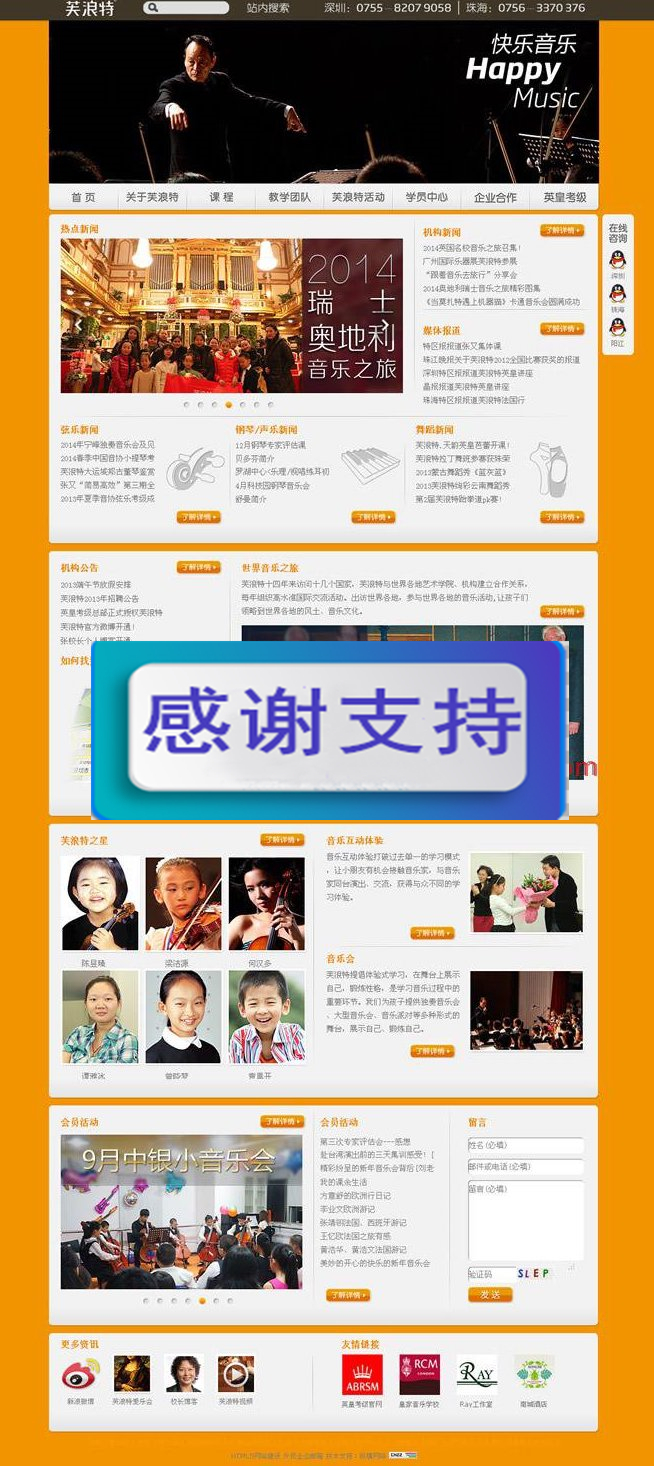 芙浪特
站内搜索
深圳：0755-82079058 | 珠海：0756-3370376
快乐音乐
Happy
Music
首 页
关于芙浪特
课 程
教学团队
芙浪特活动
学员中心
企业合作
英皇考级
在线
咨询
深圳
珠海
阳江
热点新闻
2014
瑞 士
奥地利
音乐之旅
机构新闻
了解详情
2014英国名校音乐之旅召集！
广州国际乐器展芙浪特参展
“跟着音乐去旅行”分享会
2014奥地利瑞士音乐之旅精彩图集
《当莫扎特遇上机器猫》卡通音乐会圆满成功
媒体报道
了解详情
特区报报道张又集体课
珠江晚报关于芙浪特2012全国比赛获奖的报道
深圳特区报报道芙浪特英皇讲座
晶报报道芙浪特英皇讲座
珠海特区报报道芙浪特法国行
弦乐新闻
2014年宁峰独奏音乐会及见
2014春季中国音协小提琴考
芙浪特大运城郑古董琴鉴赏
张又“简易高效”第三期全
2013年夏季音协弦乐考级成
了解详情
钢琴/声乐新闻
12月钢琴专家评估课
贝多芬简介
罗湖中心<乐理/视唱练耳初
4月科技园钢琴音乐会
舒曼简介
了解详情
舞蹈新闻
芙浪特,天韵英皇芭蕾开课！
芙浪特拉丁舞班参赛获殊荣
2012蒙古舞蹈秀《蓝灰蓝》
2013芙浪特绚彩云南舞蹈秀
第2届芙浪特跆拳道pk赛！
了解详情
机构公告
了解详情
2013端午节放假安排
芙浪特2013年招聘公告
英皇考级总部正式授权芙浪特
芙浪特官方微博开通！
世界音乐之旅
芙浪特十四年来访问十几个国家，芙浪特与世界各地艺术学院、机构建立合作关系，
每年组织高水准国际交流活动。出访世界各地，参与世界各地的音乐活动,让孩子们
领略到世界各地的风土、音乐文化。
了解详情
如何找
感谢支持
芙浪特之星
了解详情
陈昱臻
梁洁源
何汉多
音乐互动体验
音乐互动体验打破过去单一的学习模式
，让小朋友有机会接触音乐家，与音乐
家同台演出、交流，获得与众不同的学
习体验。
了解详情
音乐会
芙浪特提倡体验式学习，在舞台上展示
自己，锻炼性格，是学习音乐过程中的
重要环节。我们为孩子提供独奏音乐会
、大型音乐会、音乐派对等多种形式的
舞台，展示自己、锻炼自己。
了解详情
会员活动
了解详情
9月中银小音乐会
会员活动
第三次专家评估会---感想
赴台湾演出前的三天集训感受！ [
精彩纷呈的新年音乐会背后[刘老
我的课余生活
方意舒的欧洲行日记
李业文欧洲游记
张靖翎法国、西班牙游记
王忆欧法国之旅有感
黄浩华、黄洁文法国游记
美妙的开心的快乐的新年音乐会
了解详情
留言
姓名(必填)
邮件或电话(必填)
留言(必填)
验证码
SLEP
发 送
更多资讯
新浪微博
芙浪特爱乐会
校长博客
芙浪特视频
友情链接
ABRSM
RCM
LONDON
RAY
英皇考级官网
皇家音乐学校
Ray工作室
南城酒店